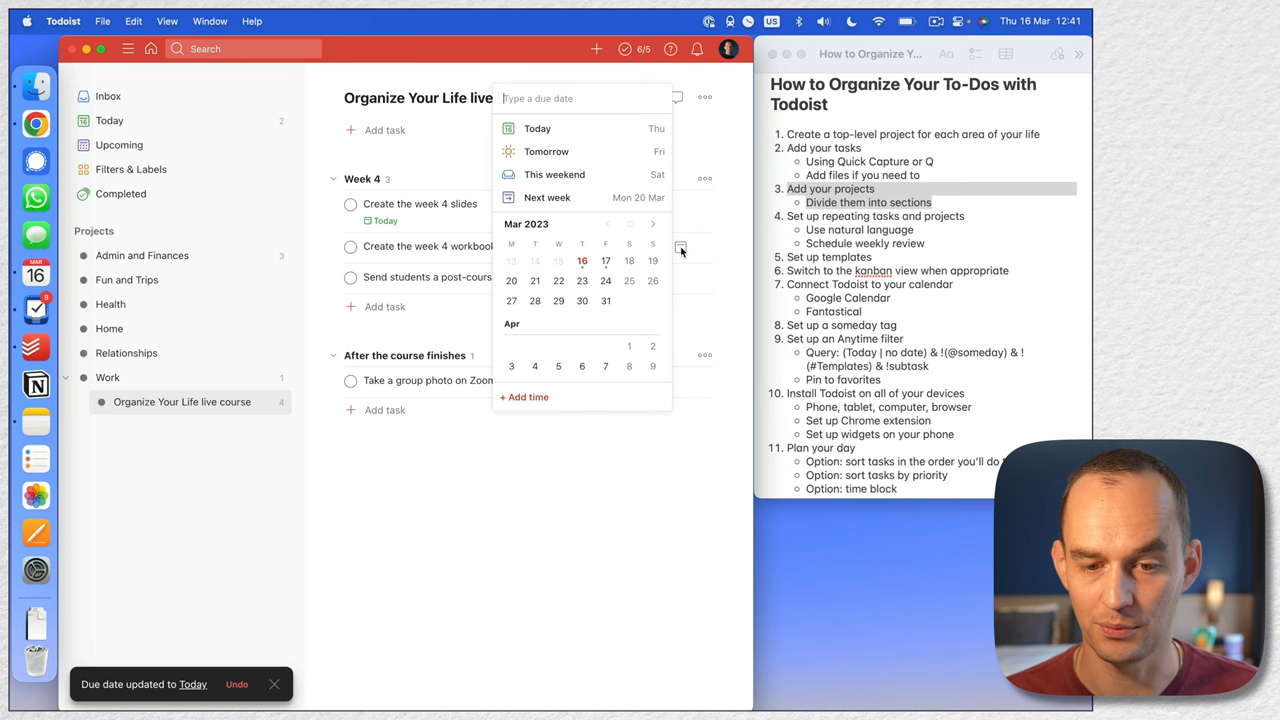 Todoist File Edit View Window Help
US
Thu 16 Mar 12:41
Search
6/5
Inbox
16 Today 2
Upcoming
Filters & Labels
Completed
Projects
Admin and Finances 3
Fun and Trips
Health
Home
Relationships
Work 1
Organize Your Life live course 4
MAR
16
8
Organize Your Life live
Add task
Week 4 3
Create the week 4 slides
Today
Create the week 4 workbook
Send students a post-cours
Add task
After the course finishes 1
Take a group photo on Zoom
Add task
Type a due date
16 Today Thu
Tomorrow Fri
This weekend Sat
Next week Mon 20 Mar
Mar 2023
M T W T F S S
13 14 15 16 17 18 19
20 21 22 23 24 25 26
27 28 29 30 31
Apr
1 2
3 4 5 6 7 8 9
+ Add time
Due date updated to Today Undo
How to Organize Y...
Aa
How to Organize Your To-Dos with
Todoist
1. Create a top-level project for each area of your life
2. Add your tasks
Using Quick Capture or Q
Add files if you need to
3. Add your projects
Divide them into sections
4. Set up repeating tasks and projects
Use natural language
Schedule weekly review
5. Set up templates
6. Switch to the kanban view when appropriate
7. Connect Todoist to your calendar
Google Calendar
Fantastical
8. Set up a someday tag
9. Set up an Anytime filter
Query: (Today | no date) & !(@someday) & !
(#Templates) & !subtask
Pin to favorites
10. Install Todoist on all of your devices
Phone, tablet, computer, browser
Set up Chrome extension
Set up widgets on your phone
11. Plan your day
Option: sort tasks in the order you'll do
Option: sort tasks by priority
Option: time block